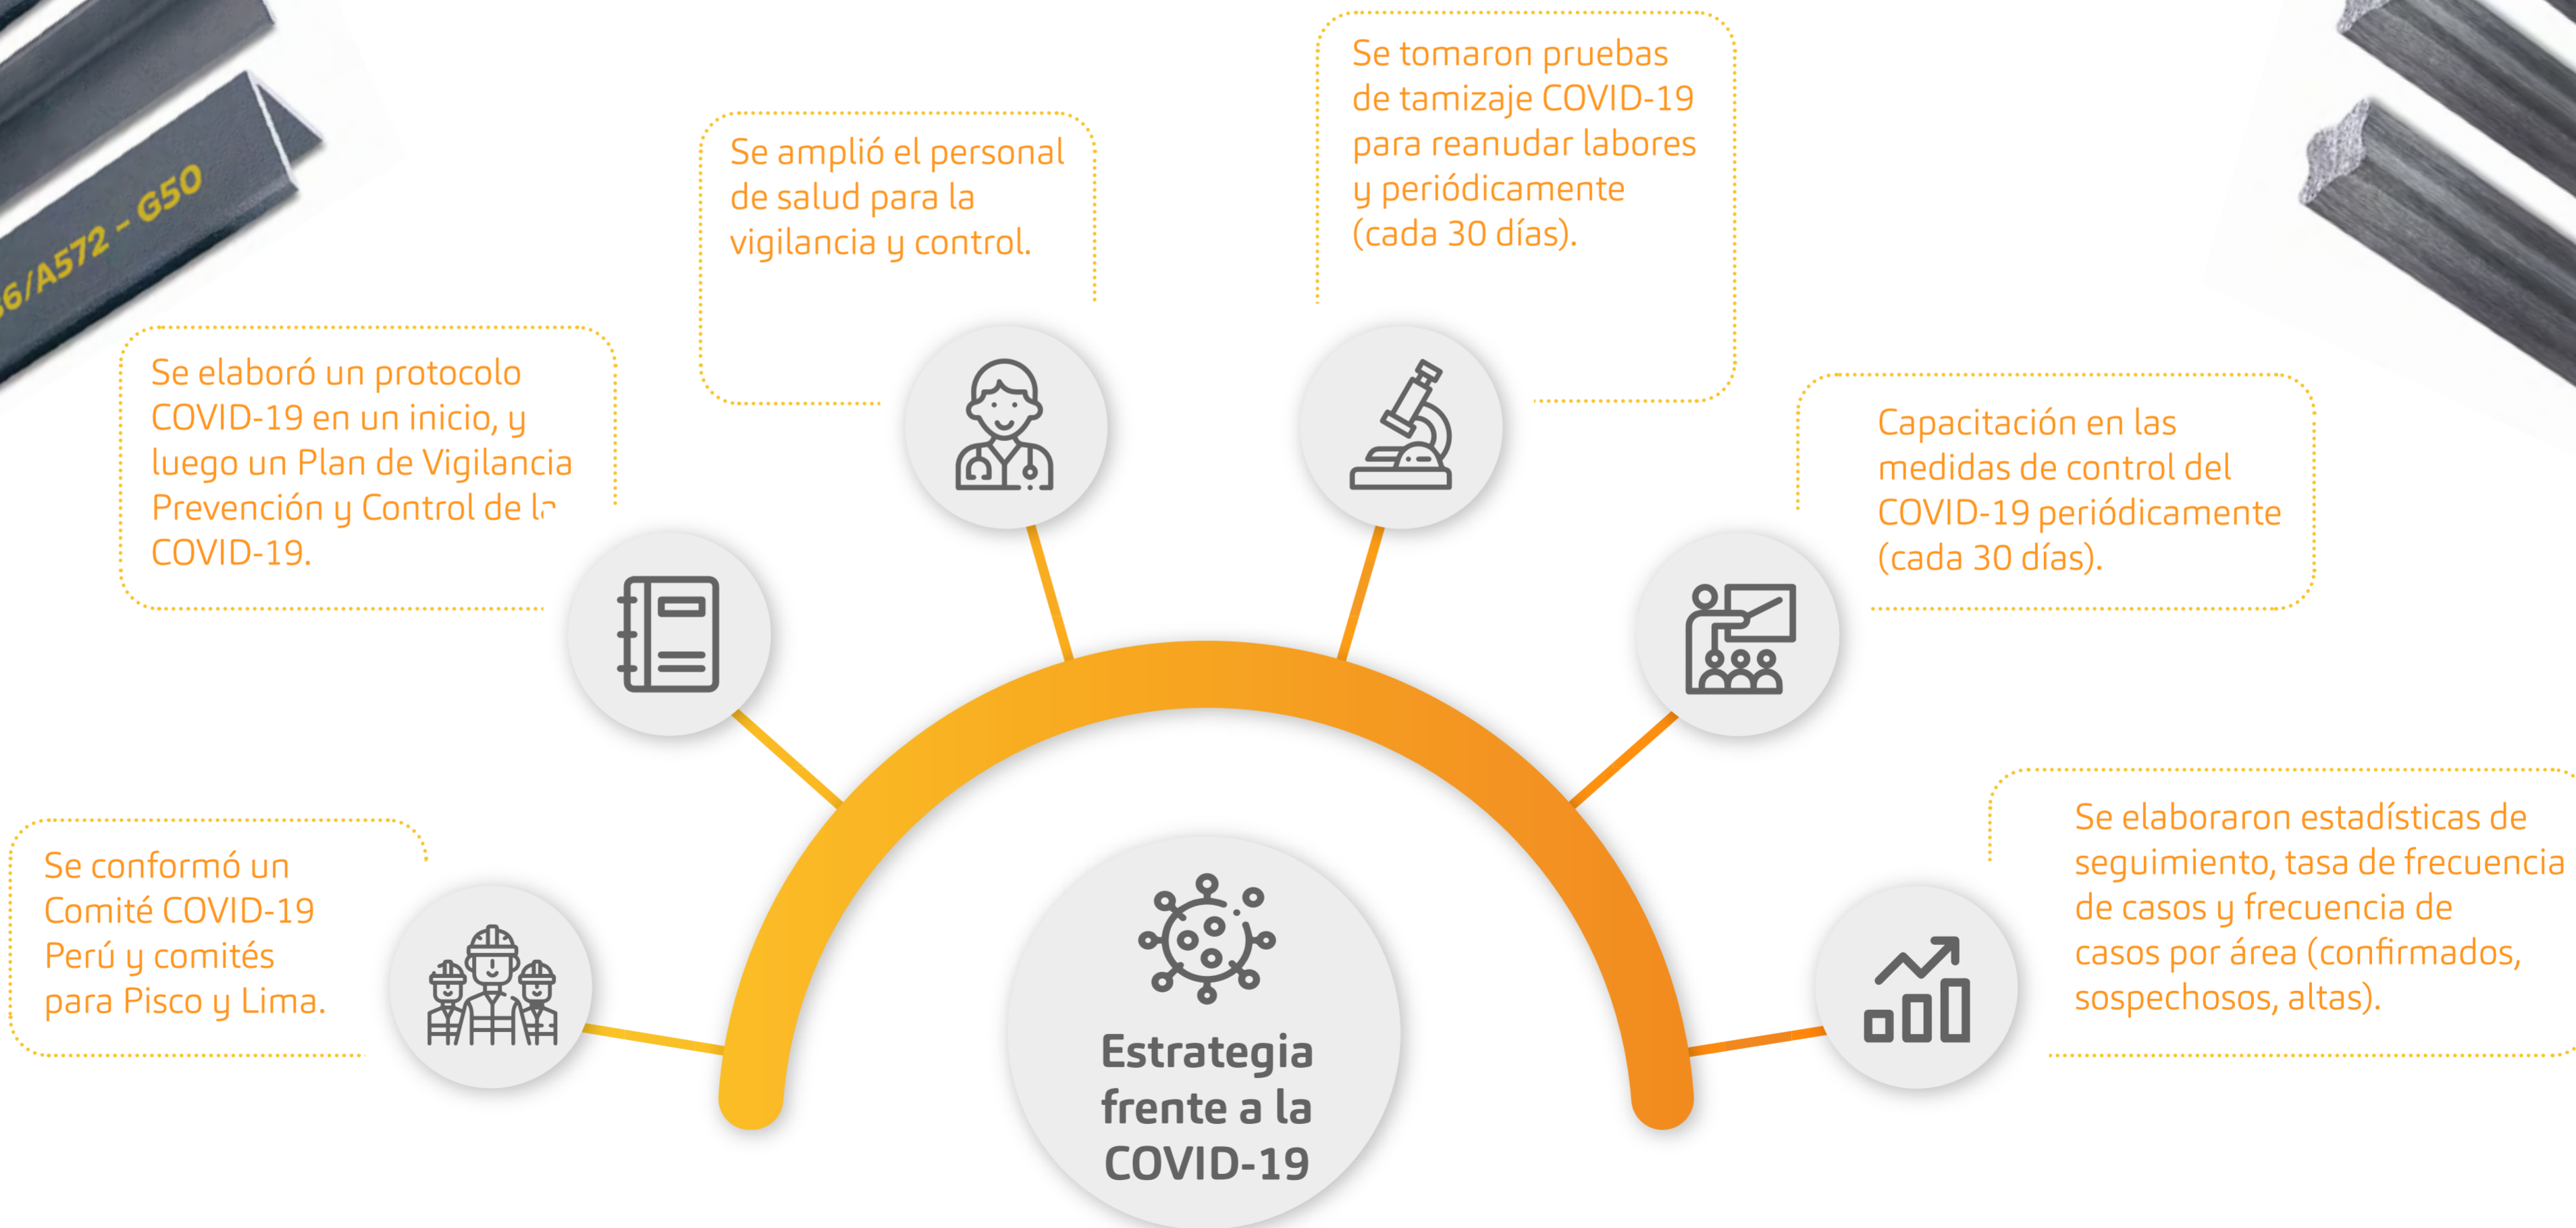 6/A572 - G50
Se conformó un
Comité COVID-19
Perú y comités
para Pisco y Lima.
Se elaboró un protocolo
COVID-19 en un inicio, y
luego un Plan de Vigilancia
Prevención y Control de la
COVID-19.
Se amplió el personal
de salud para la
vigilancia y control.
Se tomaron pruebas
de tamizaje COVID-19
para reanudar labores
y periódicamente
(cada 30 días).
Capacitación en las
medidas de control del
COVID-19 periódicamente
(cada 30 días).
Se elaboraron estadísticas de
seguimiento, tasa de frecuencia
de casos y frecuencia de
casos por área (confirmados,
sospechosos, altas).
Estrategia
frente a la
COVID-19